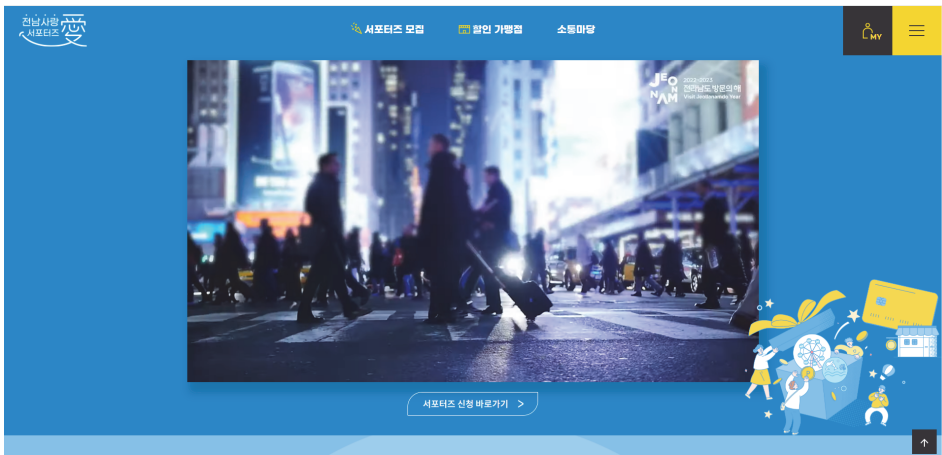 전남사랑 愛
서포터즈
서포터즈 모집
할인 가맹점
소통마당
MY
JEONNAM
2022-2023
전라남도 방문의 해
Visit Jeollanamdo Year
서포터즈 신청 바로가기 >